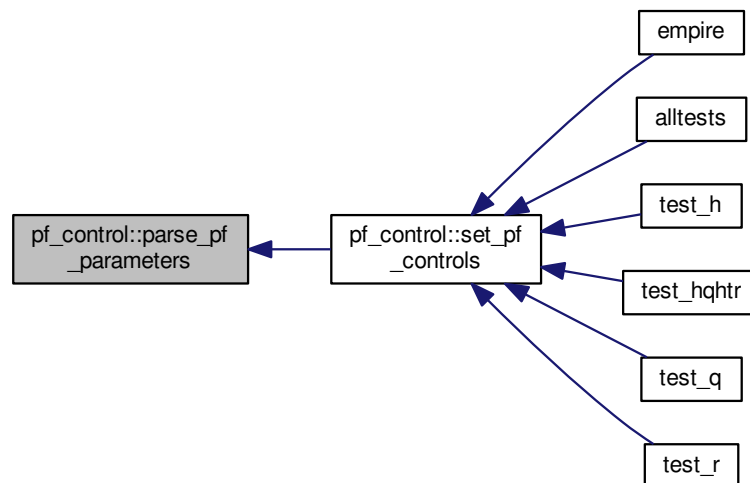 empire
alltests
test_h
pf_control::parse_pf
_parameters
pf_control::set_pf
_controls
test_hqhtr
test_q
test_r